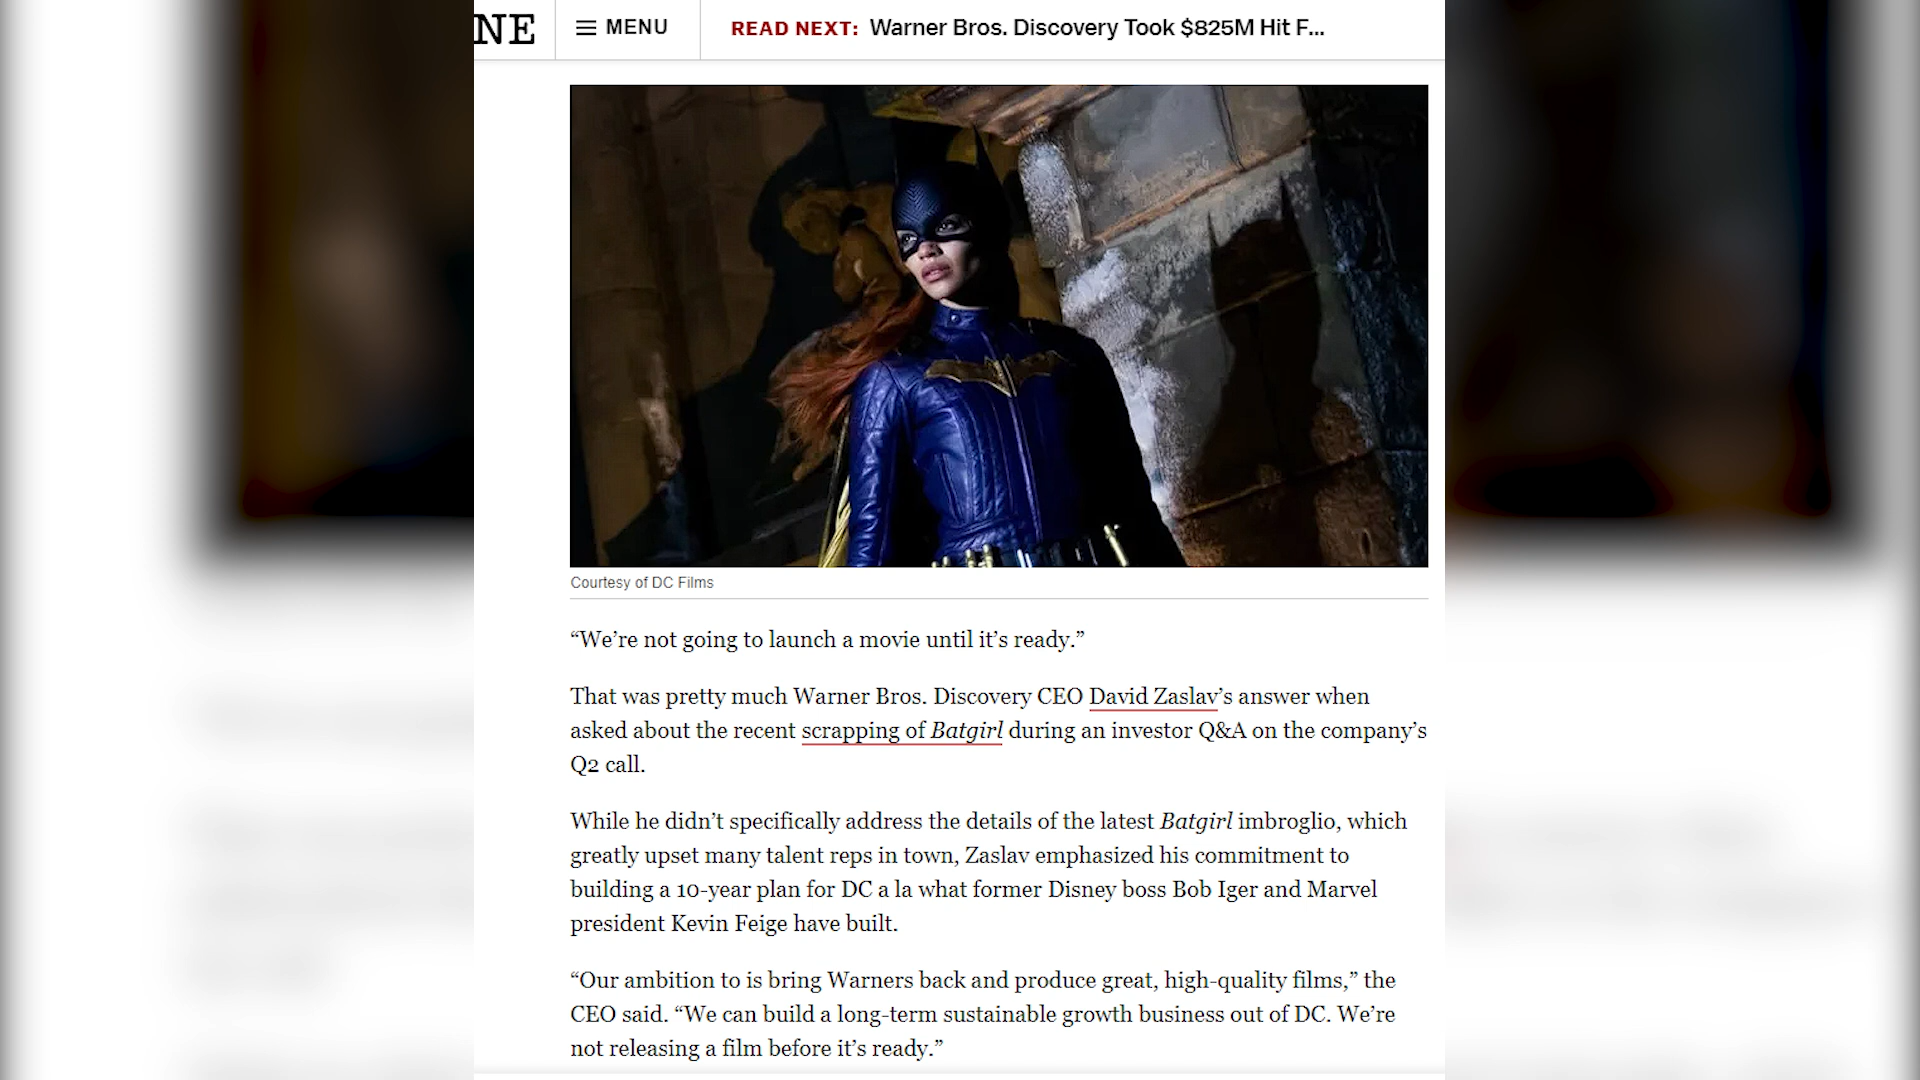 NE
MENU
READ NEXT: Warner Bros. Discovery Took $825M Hit F...
Courtesy of DC Films
“We’re not going to launch a movie until it’s ready.”
That was pretty much Warner Bros. Discovery CEO David Zaslav’s answer when
asked about the recent scrapping of Batgirl during an investor Q&A on the company’s
Q2 call.
While he didn’t specifically address the details of the latest Batgirl imbroglio, which
greatly upset many talent reps in town, Zaslav emphasized his commitment to
building a 10-year plan for DC a la what former Disney boss Bob Iger and Marvel
president Kevin Feige have built.
“Our ambition to is bring Warners back and produce great, high-quality films,” the
CEO said. “We can build a long-term sustainable growth business out of DC. We’re
not releasing a film before it’s ready.”